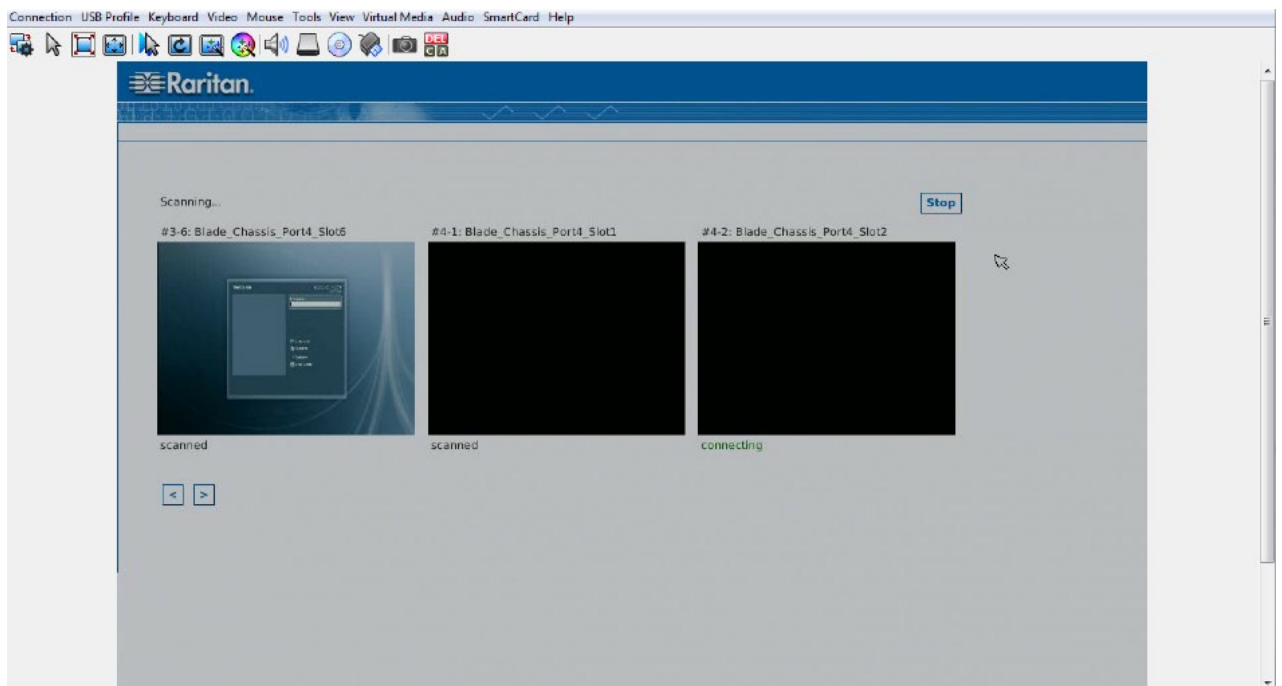 Connection USB Profile Keyboard Video Mouse Tools View Virtual Media Audio SmartCard Help
DEL
C A
Raritan.
Scanning...
Stop
#3-6: Blade_Chassis_Port4_Slot6
#4-1: Blade_Chassis_Port4_Slot1
#4-2: Blade_Chassis_Port4_Slot2
scanned
scanned
connecting
< >